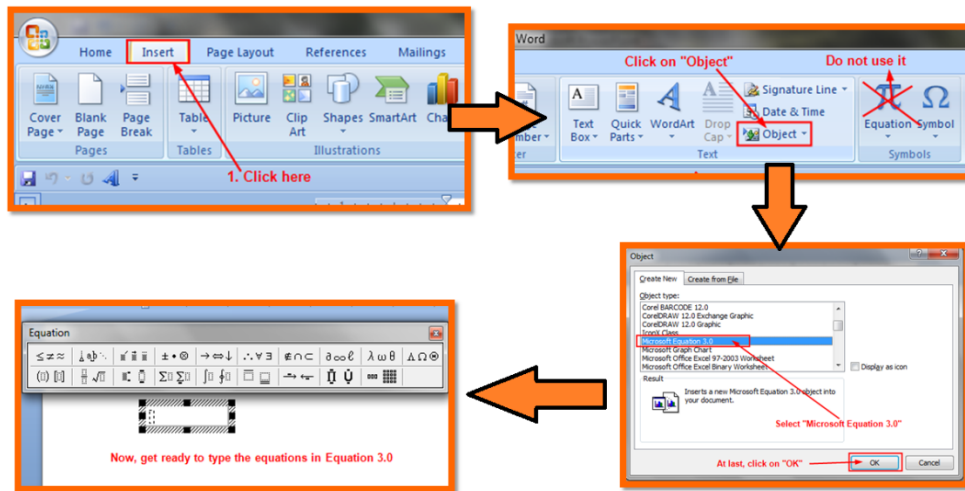 Home Insert Page Layout References Mailings
Cover Page
Blank Page
Page Break
Table
Picture
Clip Art
Shapes
SmartArt
Pages Tables Illustrations
1. Click here
Word
Click on "Object"
Do not use it
Text Box
Quick Parts
WordArt
Drop Cap
Signature Line
Date & Time
Object
Equation
Symbol
Text Symbols
Object
Create New Create from File
Object type:
Corel BARCODE 12.0
CorelDRAW 12.0 Exchange Graphic
CorelDRAW 12.0 Graphic
IconX Class
Microsoft Equation 3.0
Microsoft Graph Chart
Microsoft Office Excel 97-2003 Worksheet
Microsoft Office Excel Binary Worksheet
Display as icon
Result
Inserts a new Microsoft Equation 3.0 object into
your document.
Select "Microsoft Equation 3.0"
At last, click on "OK"
OK Cancel
Equation
Now, get ready to type the equations in Equation 3.0